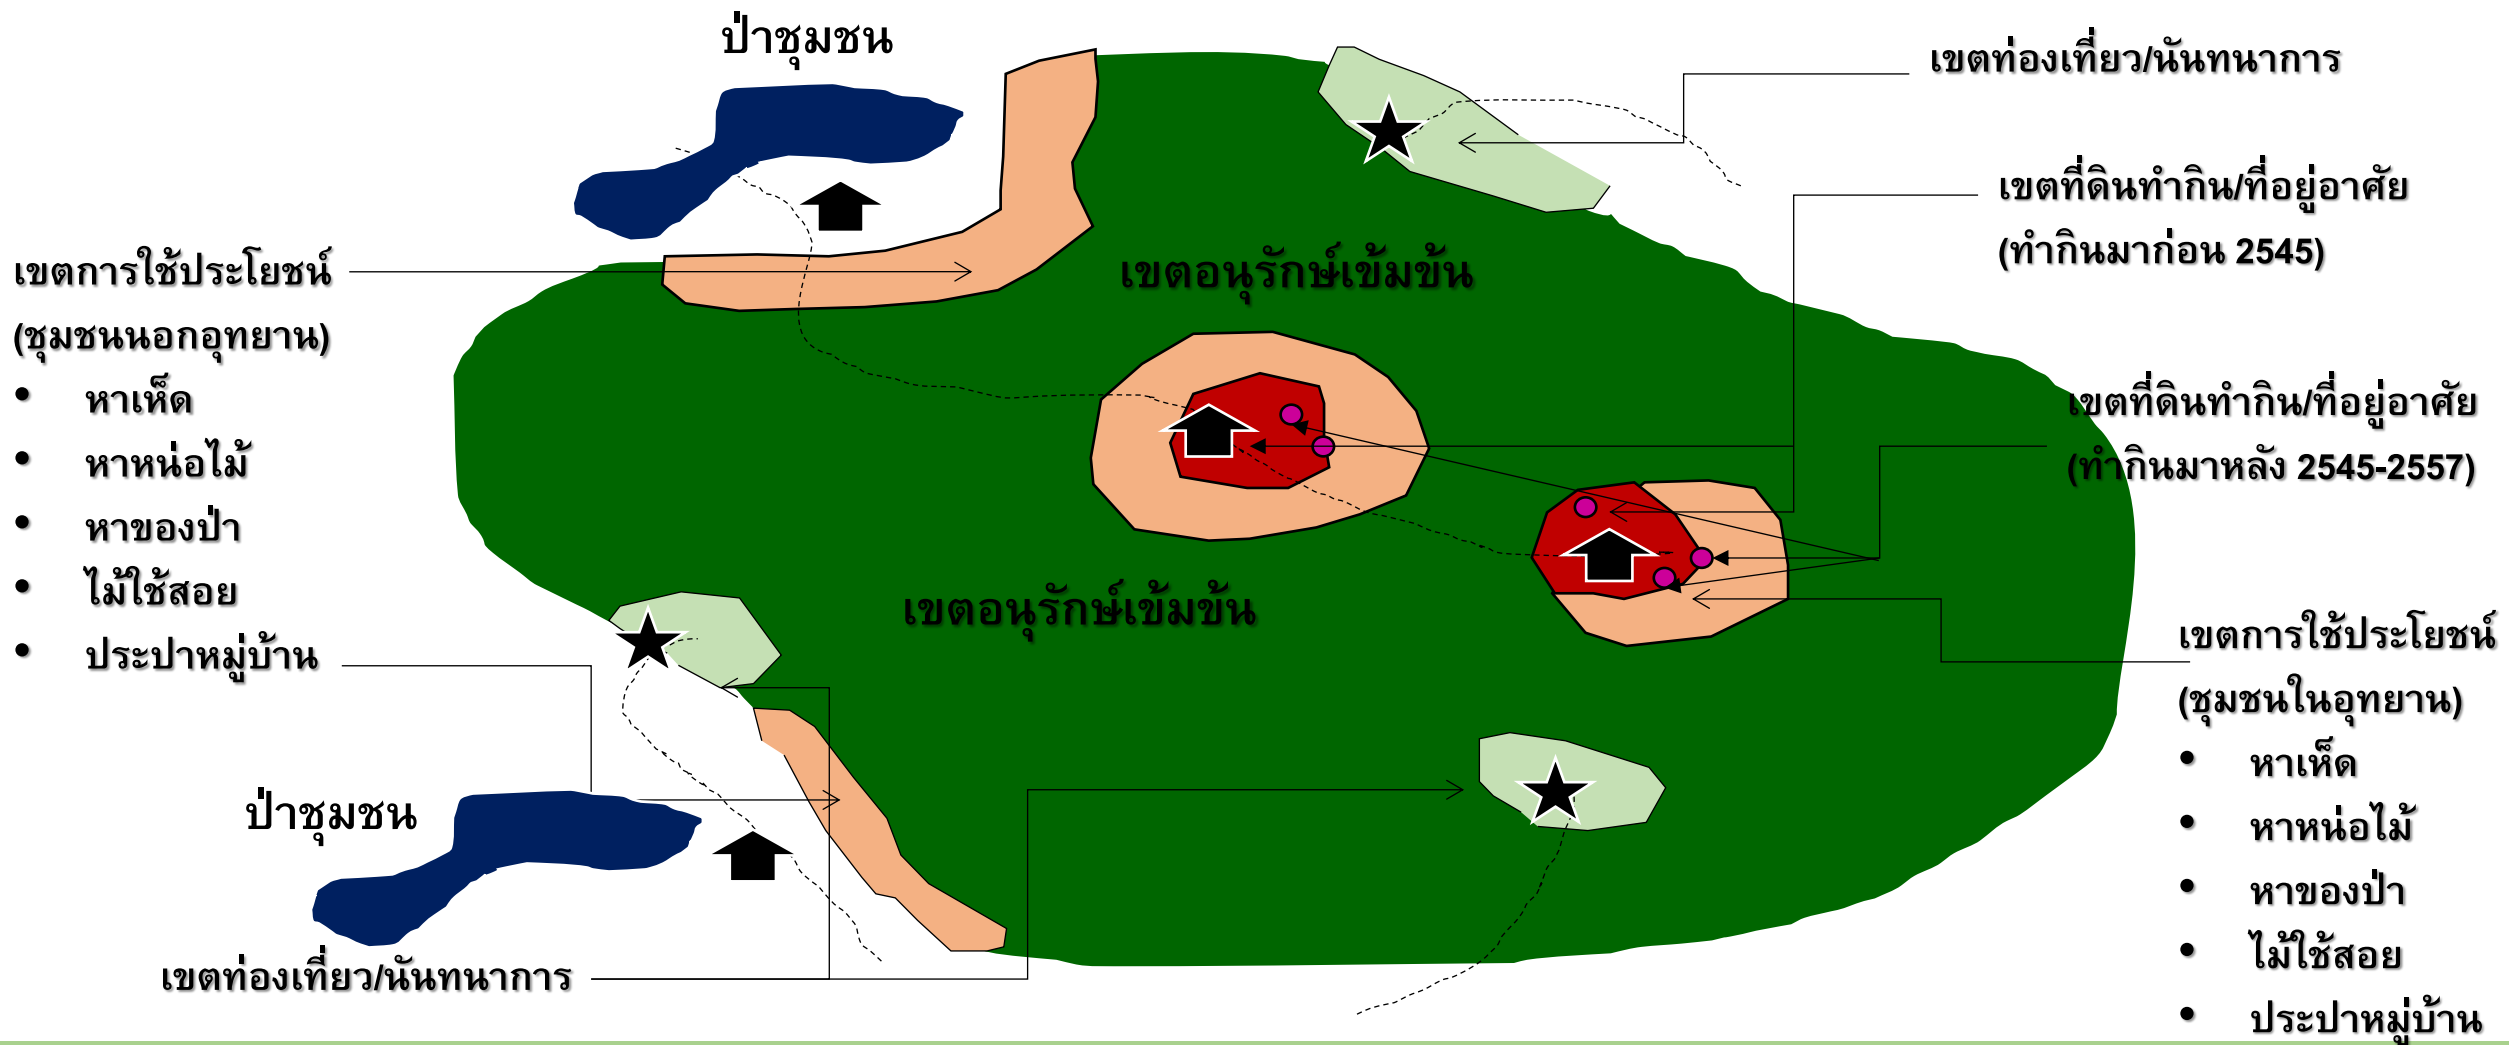 ป่าชุมชน
เขตท่องเที่ยว/นันทนาการ
เขตที่ดินทำกิน/ที่อยู่อาศัย
(ทำกินมาก่อน 2545)
เขตการใช้ประโยชน์
(ชุมชนนอกอุทยาน)
• หาเห็ด
• หาหน่อไม้
• หาของป่า
• ไม้ใช้สอย
• ประปาหมู่บ้าน
เขตอนุรักษ์เข้มข้น
เขตที่ดินทำกิน/ที่อยู่อาศัย
(ทำกินมาหลัง 2545-2557)
เขตอนุรักษ์เข้มข้น
เขตการใช้ประโยชน์
(ชุมชนในอุทยาน)
• หาเห็ด
• หาหน่อไม้
• หาของป่า
• ไม้ใช้สอย
• ประปาหมู่บ้าน
ป่าชุมชน
เขตท่องเที่ยว/นันทนาการ